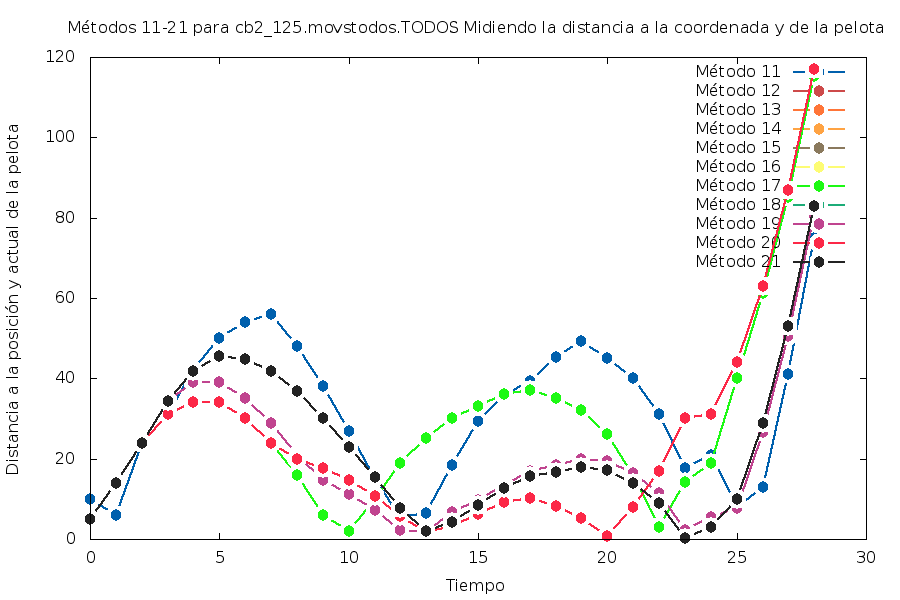 Métodos 11-21 para cb2_125.movstodos.TODOS Midiendo la distancia a la coordenada y de la pelota
Distancia a la posición y actual de la pelota
120
100
80
60
40
20
0
Método 11
Método 12
Método 13
Método 14
Método 15
Método 16
Método 17
Método 18
Método 19
Método 20
Método 21
0 5 10 15 20 25 30
Tiempo